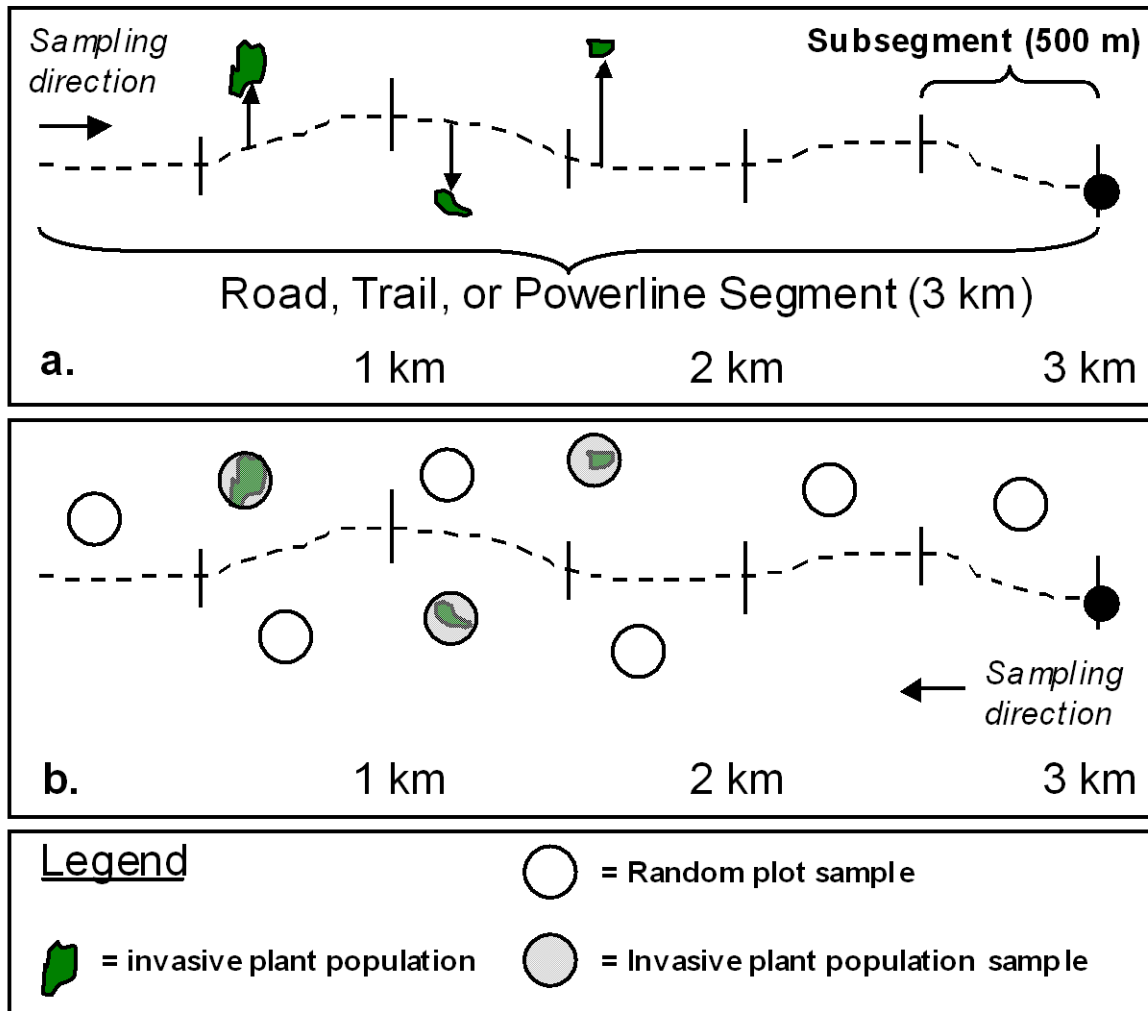 Sampling
direction
Subsegment (500 m)
Road, Trail, or Powerline Segment (3 km)
a.
1 km
2 km
3 km
Sampling
direction
b.
1 km
2 km
3 km
Legend
= Random plot sample
= invasive plant population
= Invasive plant population sample